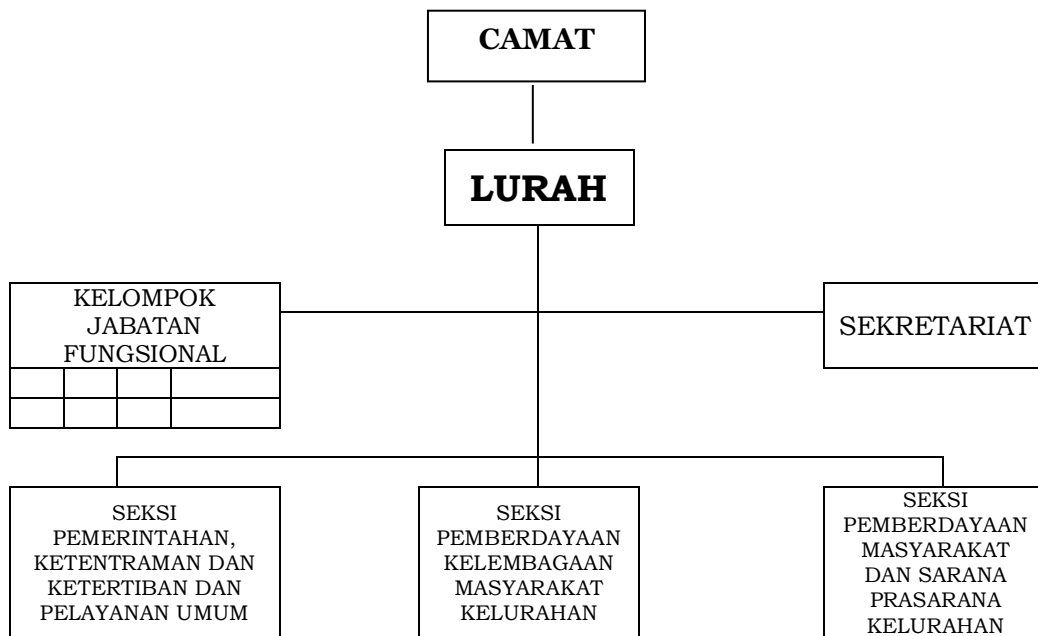 CAMAT
LURAH
KELOMPOK
JABATAN
FUNGSIONAL
SEKRETARIAT
SEKSI
PEMERINTAHAN,
KETENTRAMAN DAN
KETERTIBAN DAN
PELAYANAN UMUM
SEKSI
PEMBERDAYAAN
KELEMBAGAAN
MASYARAKAT
KELURAHAN
SEKSI
PEMBERDAYAAN
MASYARAKAT
DAN SARANA
PRASARANA
KELURAHAN